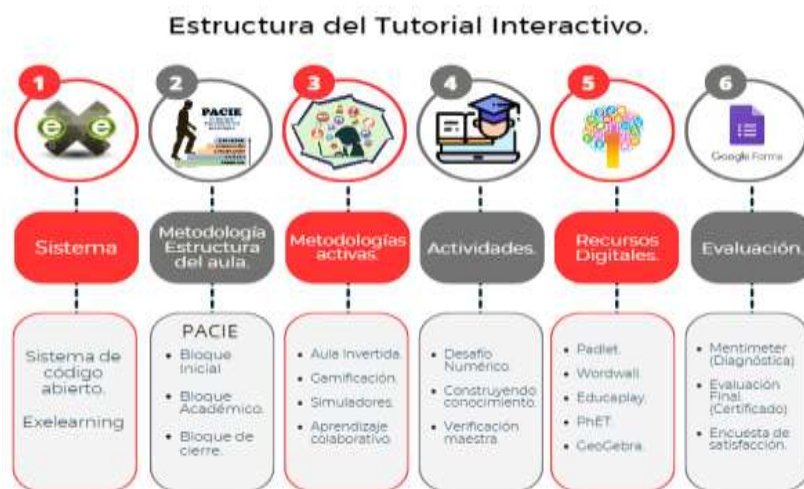 Estructura del Tutorial Interactivo.
1
2
3
4
5
6
PACIE
Google Forms
Sistema
Metodología
Estructura
del aula.
Metodologías
activas.
Actividades.
Recursos
Digitales.
Evaluación.
Sistema de
código
abierto.
Exelearning
PACIE
• Bloque
Inicial
• Bloque
Académico.
• Bloque de
cierre.
• Aula Invertida.
• Gamificación.
• Simuladores.
• Aprendizaje
colaborativo
• Desafío
Numérico.
• Construyendo
conocimiento.
• Verificación
maestra
• Padlet.
• Wordwall.
• Educaplay.
• PhET.
• GeoGebra.
• Mentimeter
(Diagnóstica)
• Evaluación
Final.
(Certificado)
• Encuesta de
satisfacción.